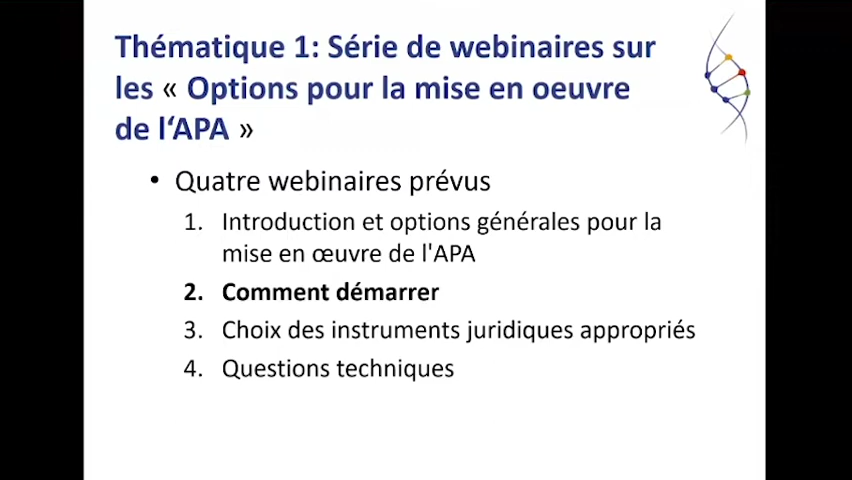 Thématique 1: Série de webinaires sur
les « Options pour la mise en oeuvre
de l‘APA »
• Quatre webinaires prévus
1. Introduction et options générales pour la
mise en œuvre de l'APA
2. Comment démarrer
3. Choix des instruments juridiques appropriés
4. Questions techniques